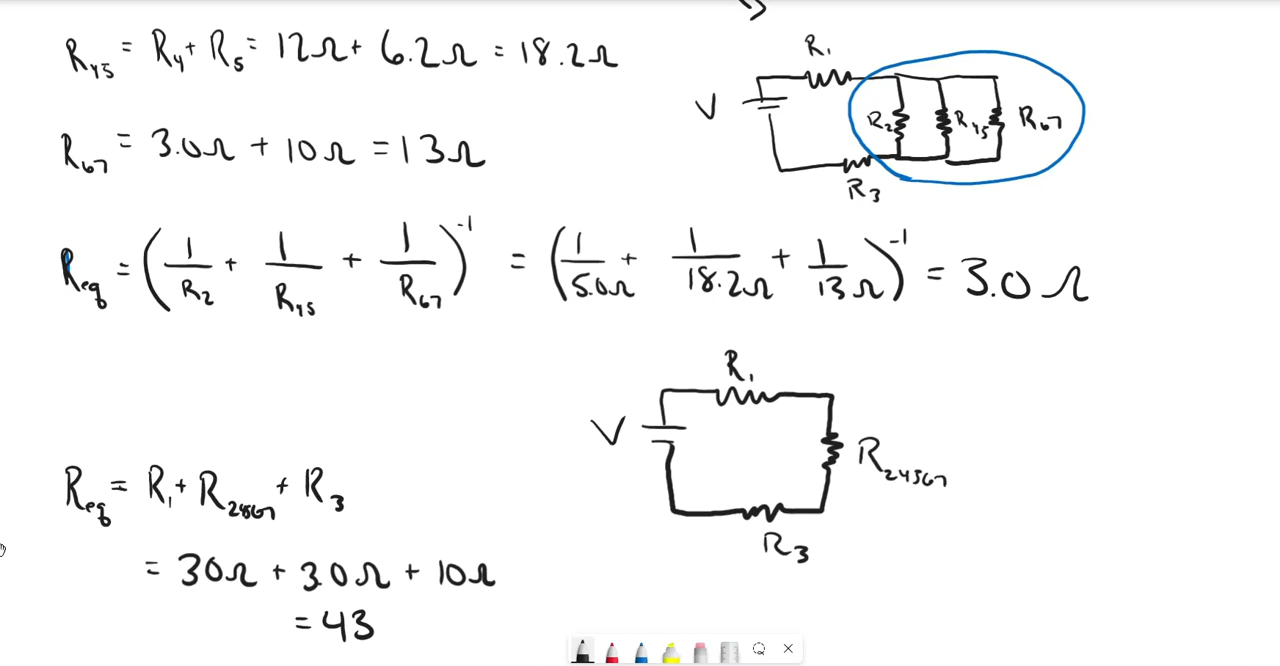 R₄₅ = R₄ + R₅ = 12Ω + 6.2Ω = 18.2Ω
R₁
V
R₂
R₄₅
R₆₇
R₆₇ = 3.0Ω + 10Ω = 13Ω
R₃
Req = (1/R₂ + 1/R₄₅ + 1/R₆₇)⁻¹ = (1/5.0Ω + 1/18.2Ω + 1/13Ω)⁻¹ = 3.0Ω
R₁
V
R₂₄₅₆₇
Req = R₁ + R₂₄₅₆₇ + R₃
R₃
= 30Ω + 3.0Ω + 10Ω
= 43